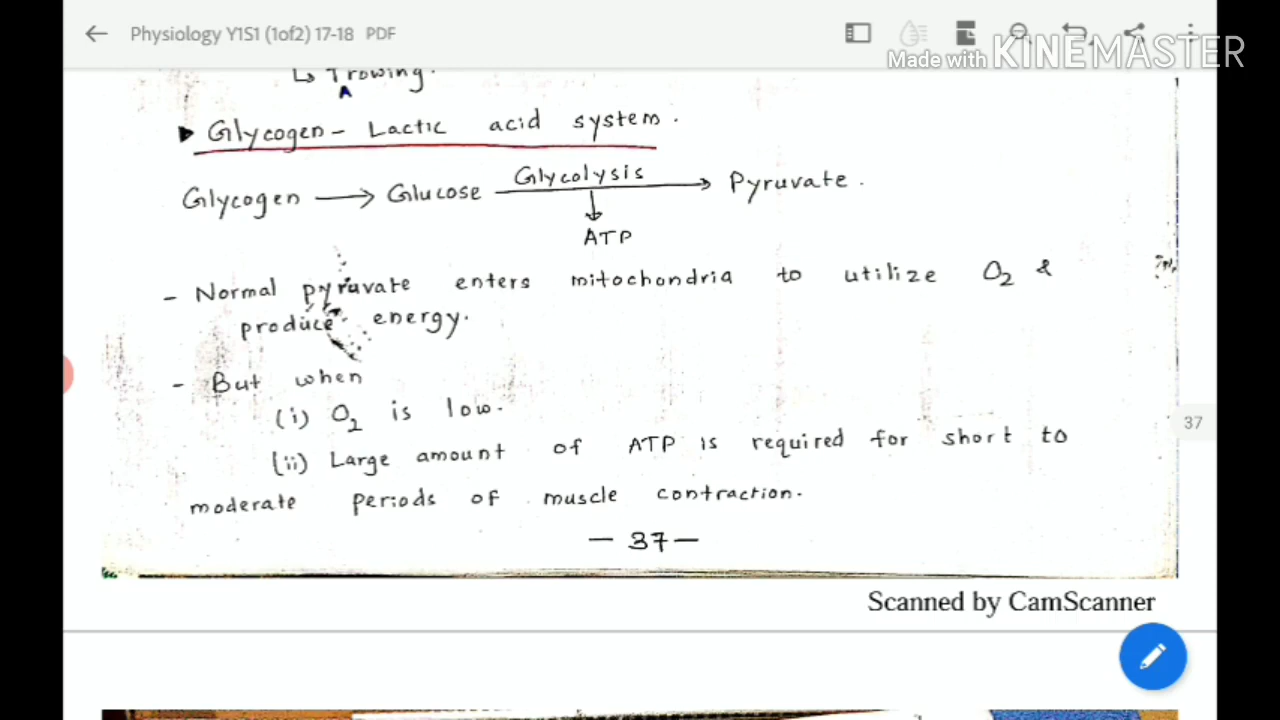 Physiology Y1S1 (1of2) 17-18 PDF
Made with KINEMASTER
↳ Trowing.
▶ Glycogen - Lactic acid system.
Glycogen → Glucose Glycolysis → Pyruvate.
↓
ATP
- Normal pyruvate enters mitochondria to utilize O2 &
produce energy.
- But when
(i) O2 is low.
(ii) Large amount of ATP is required for short to
moderate periods of muscle contraction.
37
- 37 -
Scanned by CamScanner